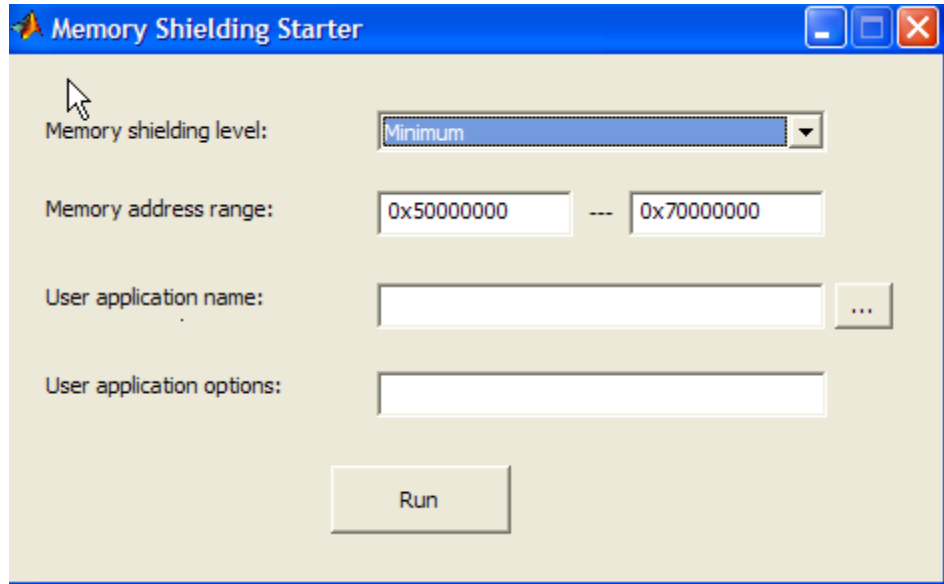 Memory Shielding Starter
Memory shielding level: Minimum
Memory address range: 0x50000000 --- 0x70000000
User application name: ...
User application options:
Run